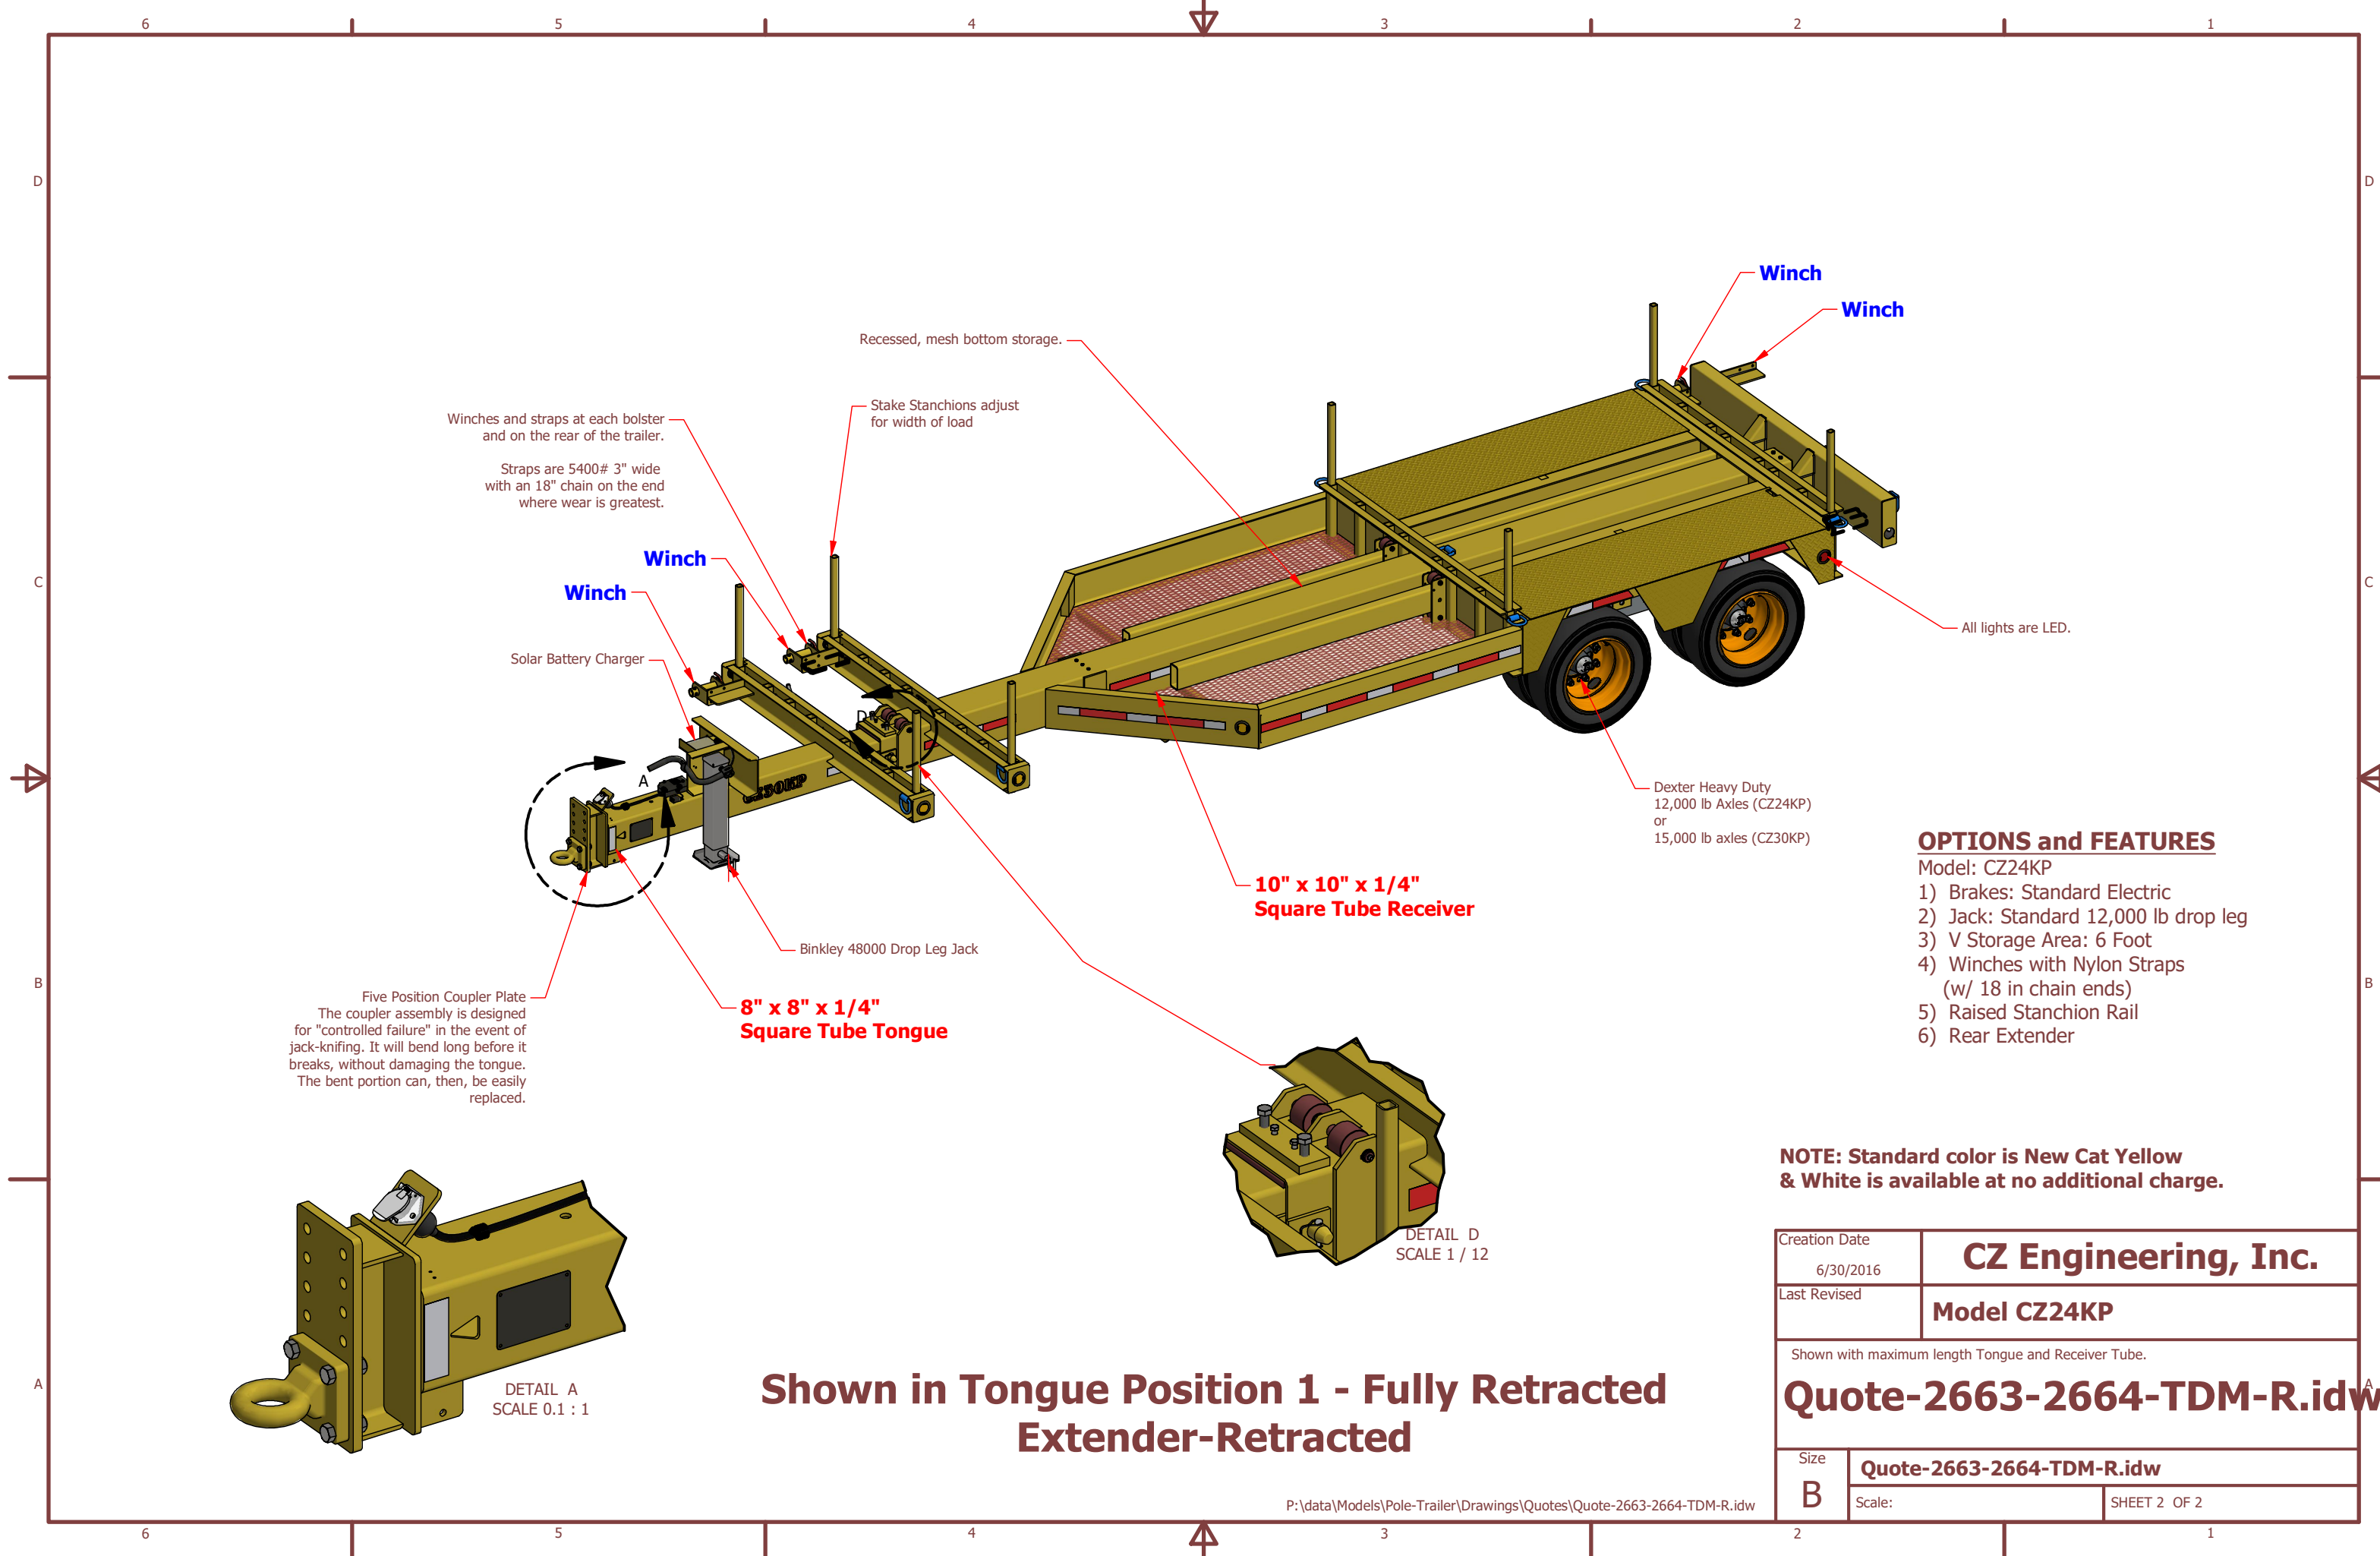 6 5 4 3 2 1
D D
Winch
Winch
Recessed, mesh bottom storage.
Stake Stanchions adjust
for width of load
Winches and straps at each bolster
and on the rear of the trailer.
Straps are 5400# 3" wide
with an 18" chain on the end
where wear is greatest.
Winch
Winch
C C
Solar Battery Charger
All lights are LED.
D
A
CZ30KP
Dexter Heavy Duty
12,000 lb Axles (CZ24KP)
or
15,000 lb axles (CZ30KP)
10" x 10" x 1/4"
Square Tube Receiver
Binkley 48000 Drop Leg Jack
8" x 8" x 1/4"
Square Tube Tongue
B B
Five Position Coupler Plate
The coupler assembly is designed
for "controlled failure" in the event of
jack-knifing. It will bend long before it
breaks, without damaging the tongue.
The bent portion can, then, be easily
replaced.
OPTIONS and FEATURES
Model: CZ24KP
1) Brakes: Standard Electric
2) Jack: Standard 12,000 lb drop leg
3) V Storage Area: 6 Foot
4) Winches with Nylon Straps
(w/ 18 in chain ends)
5) Raised Stanchion Rail
6) Rear Extender
NOTE: Standard color is New Cat Yellow
& White is available at no additional charge.
DETAIL A
SCALE 0.1 : 1
DETAIL D
SCALE 1 / 12
Shown in Tongue Position 1 - Fully Retracted
Extender-Retracted
A A
Creation Date
6/30/2016
CZ Engineering, Inc.
Last Revised
Model CZ24KP
Shown with maximum length Tongue and Receiver Tube.
Quote-2663-2664-TDM-R.idw
Size
B
Quote-2663-2664-TDM-R.idw
Scale:
SHEET 2 OF 2
P:\data\Models\Pole-Trailer\Drawings\Quotes\Quote-2663-2664-TDM-R.idw
6 5 4 3 2 1